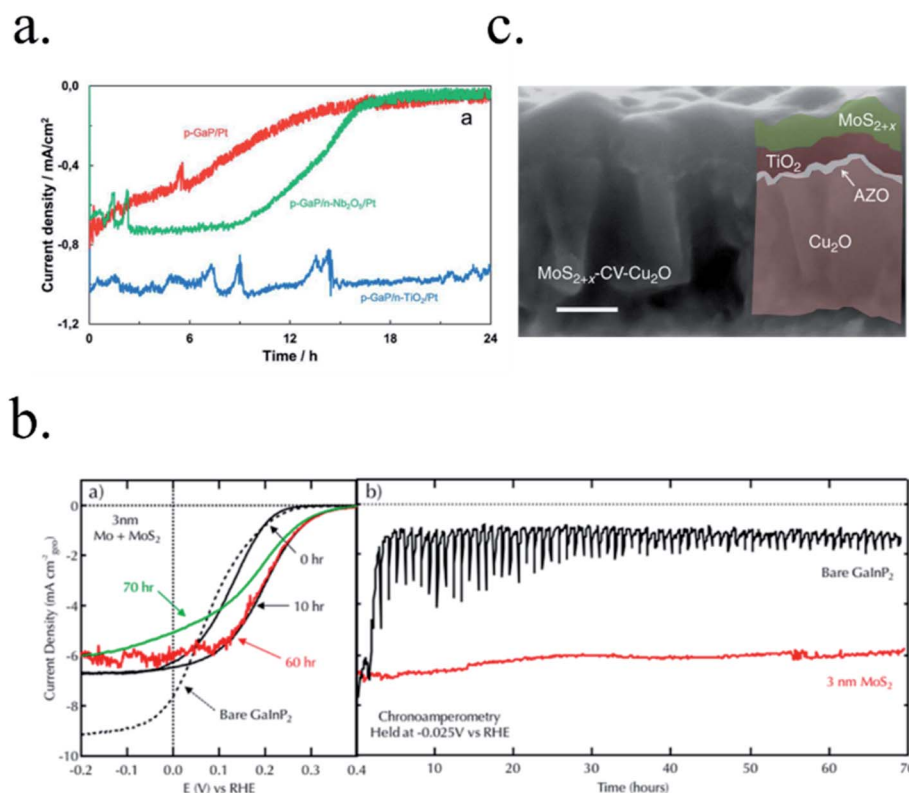 a.
c.
0,0
-0,4
-0,8
-1,2
Current density / mA/cm²
a
p-GaP/Pt
p-GaP/n-Nb₂O₅/Pt
p-GaP/n-TiO₂/Pt
0 6 12 18 24
Time / h
MoS₂₊ₓ
TiO₂
AZO
Cu₂O
MoS₂₊ₓ-CV-Cu₂O
b.
a)
3nm
Mo + MoS₂
0 hr
70 hr
10 hr
60 hr
Bare GaInP₂
0
-2
-4
-6
-8
-10
Current Density (mA cm⁻²geo)
-0.2 -0.1 0.0 0.1 0.2 0.3 0.4
E (V) vs RHE
b)
Bare GaInP₂
3 nm MoS₂
Chronoamperometry
Held at -0.025V vs RHE
10 20 30 40 50 60 70
Time (hours)